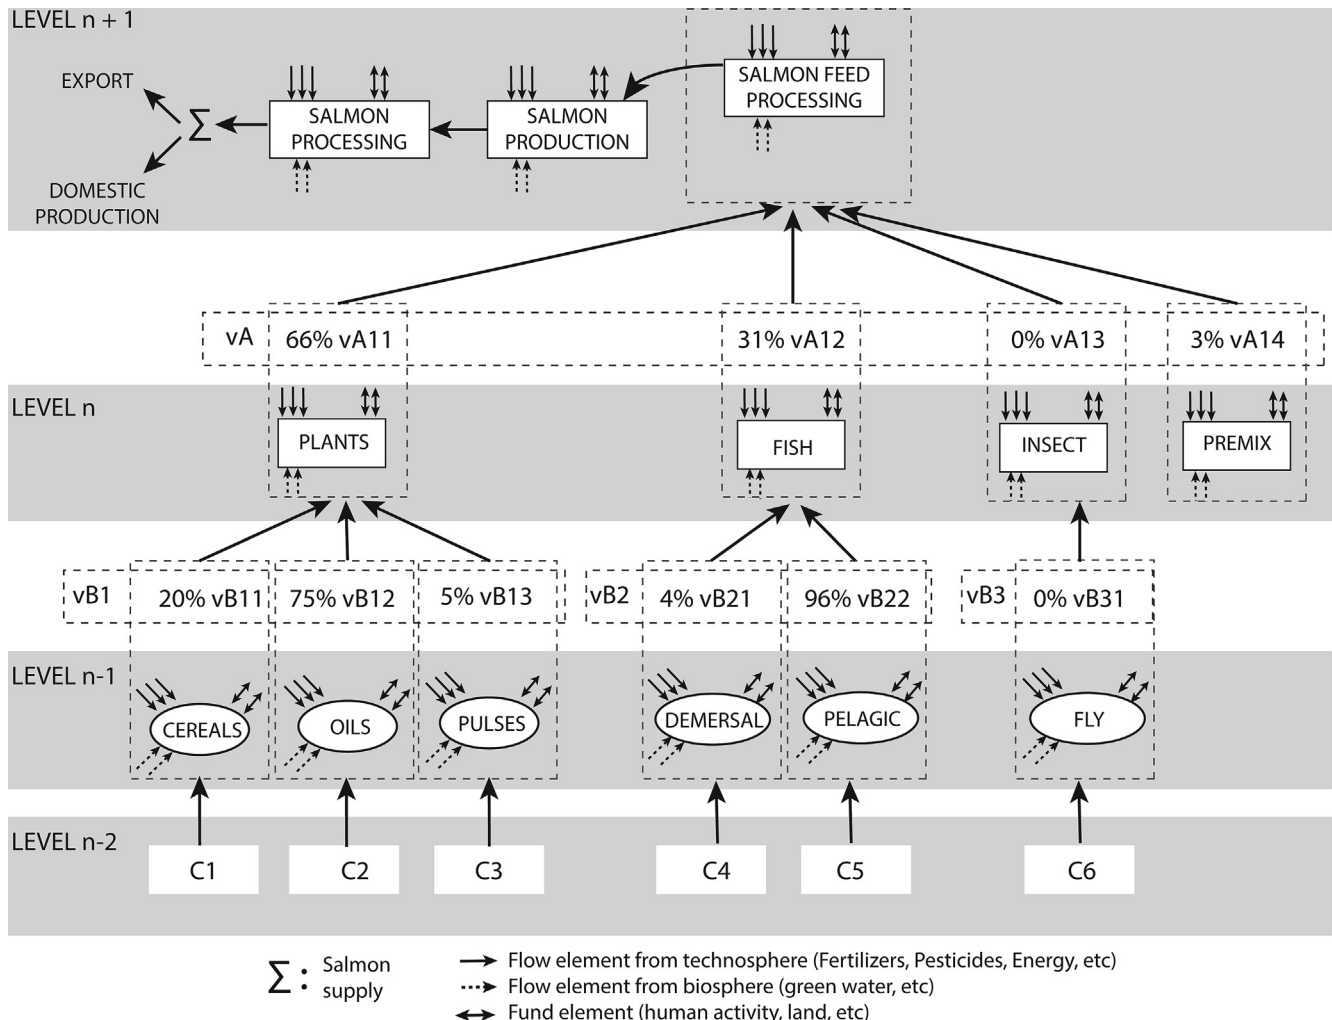 LEVEL n + 1
EXPORT
Σ
DOMESTIC
PRODUCTION
SALMON
PROCESSING
SALMON
PRODUCTION
SALMON FEED
PROCESSING
vA
66% vA11
31% vA12
0% vA13
3% vA14
LEVEL n
PLANTS
FISH
INSECT
PREMIX
vB1
20% vB11
75% vB12
5% vB13
vB2
4% vB21
96% vB22
vB3
0% vB31
LEVEL n-1
CEREALS
OILS
PULSES
DEMERSAL
PELAGIC
FLY
LEVEL n-2
C1
C2
C3
C4
C5
C6
Σ :
Salmon
supply
Flow element from technosphere (Fertilizers, Pesticides, Energy, etc)
Flow element from biosphere (green water, etc)
Fund element (human activity, land, etc)